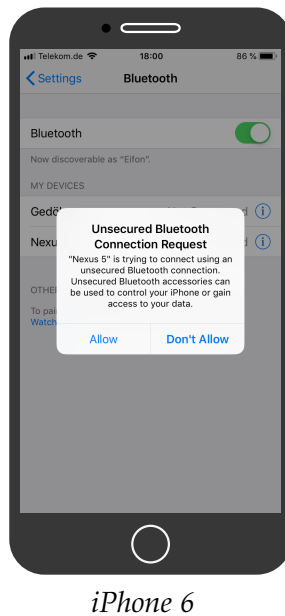 Telekom.de 18:00 86 %
Settings Bluetooth
Bluetooth
Now discoverable as "Eifon".
MY DEVICES
Unsecured Bluetooth
Connection Request
"Nexus 5" is trying to connect using an
unsecured Bluetooth connection.
Unsecured Bluetooth accessories can
be used to control your iPhone or gain
access to your data.
Allow Don't Allow
To pai
Watch
iPhone 6